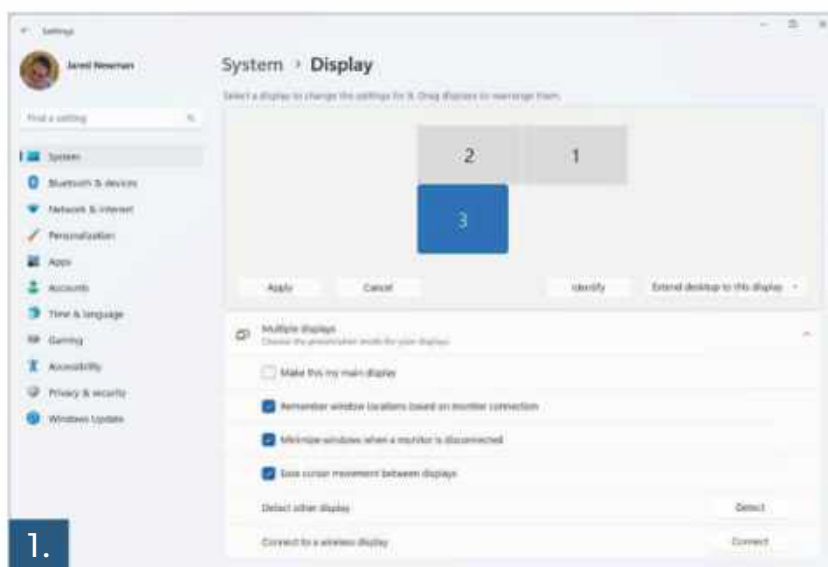 Settings
Jared Newman
System > Display
Select a display to change the settings for it. Drag displays to rearrange them.
Find a setting
2
1
3
System
Bluetooth & devices
Network & internet
Personalization
Apps
Accounts
Time & language
Gaming
Accessibility
Privacy & security
Windows Update
Apply
Cancel
Identify
Extend desktop to this display
Multiple displays
Choose the presentation mode for your displays
Make this my main display
Remember window locations based on monitor connection
Minimize windows when a monitor is disconnected
Ease cursor movement between displays
Detect other display
Detect
Connect to a wireless display
Connect
1.